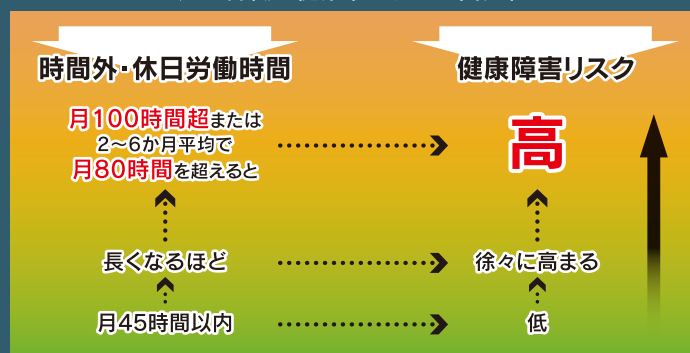 時間外・休日労働時間
健康障害リスク
月100時間超または
2〜6か月平均で
月80時間を超えると
高
長くなるほど
徐々に高まる
月45時間以内
低